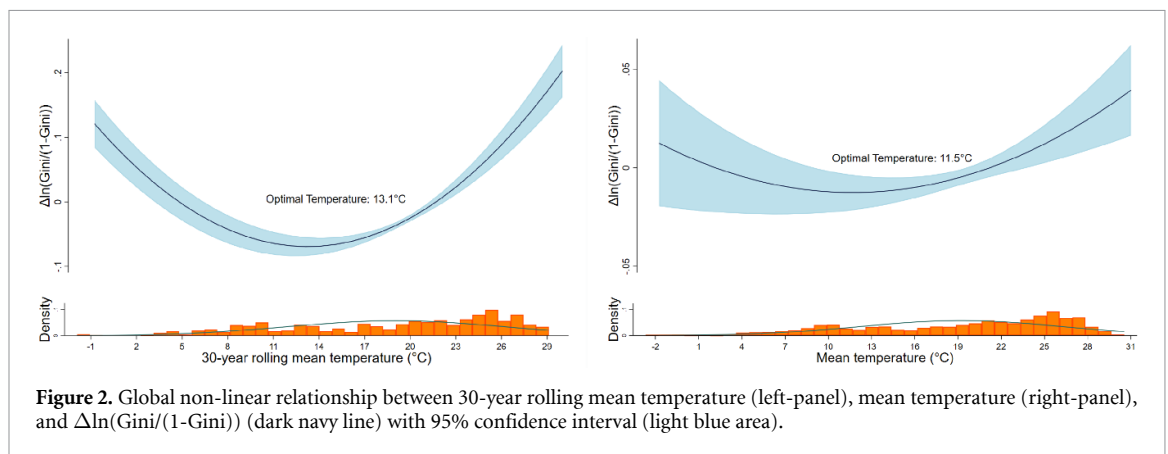 Δln(Gini/(1-Gini))
.2
.1
0
-.1
Optimal Temperature: 13.1°C
Density
0
-1 2 5 8 11 14 17 20 23 26 29
30-year rolling mean temperature (°C)
Δln(Gini/(1-Gini))
.05
0
-.05
Optimal Temperature: 11.5°C
Density
0
-2 1 4 7 10 13 16 19 22 25 28 31
Mean temperature (°C)
Figure 2. Global non-linear relationship between 30-year rolling mean temperature (left-panel), mean temperature (right-panel),
and Δln(Gini/(1-Gini)) (dark navy line) with 95% confidence interval (light blue area).